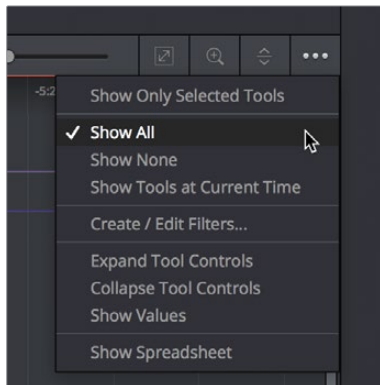 -5:2
Show Only Selected Tools
✓ Show All
Show None
Show Tools at Current Time
Create / Edit Filters...
Expand Tool Controls
Collapse Tool Controls
Show Values
Show Spreadsheet